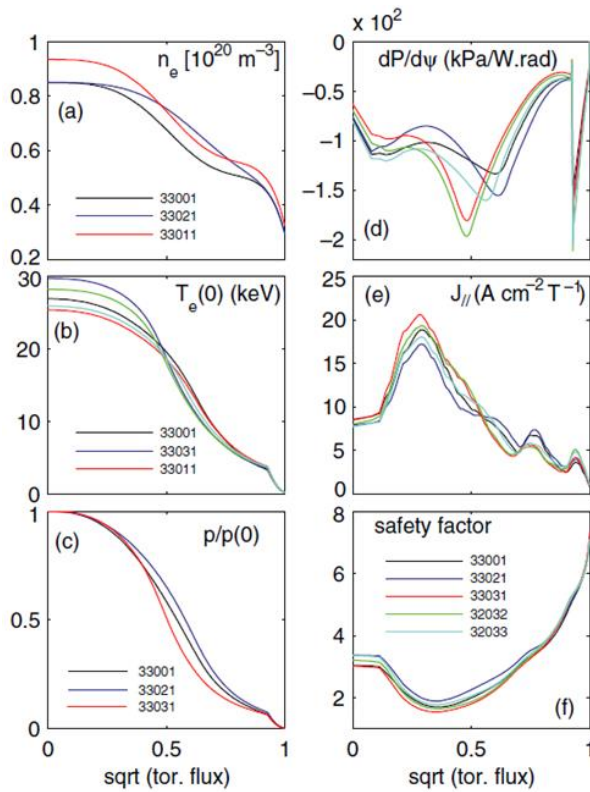 1
0.8
0.6
0.4
0.2
n_e [10^20 m^−3]
(a)
33001
33021
33011
30
20
10
0
T_e(0) (keV)
(b)
33001
33031
33011
1
0.5
0
p/p(0)
(c)
33001
33021
33031
0 0.5 1
sqrt (tor. flux)
x 10^2
−0
−0.5
−1
−1.5
−2
dP/dψ (kPa/W.rad)
(d)
25
20
15
10
5
0
(e)
J_// (A cm^−2 T^−1)
8
6
4
2
safety factor
33001
33021
33031
32032
32033
(f)
0 0.5 1
sqrt (tor. flux)